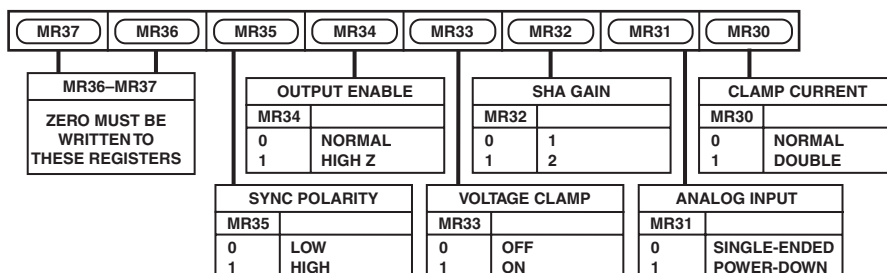 MR37 MR36 MR35 MR34 MR33 MR32 MR31 MR30
MR36–MR37
ZERO MUST BE
WRITTEN TO
THESE REGISTERS
OUTPUT ENABLE
MR34
0 NORMAL
1 HIGH Z
SHA GAIN
MR32
0 1
1 2
CLAMP CURRENT
MR30
0 NORMAL
1 DOUBLE
SYNC POLARITY
MR35
0 LOW
1 HIGH
VOLTAGE CLAMP
MR33
0 OFF
1 ON
ANALOG INPUT
MR31
0 SINGLE-ENDED
1 POWER-DOWN